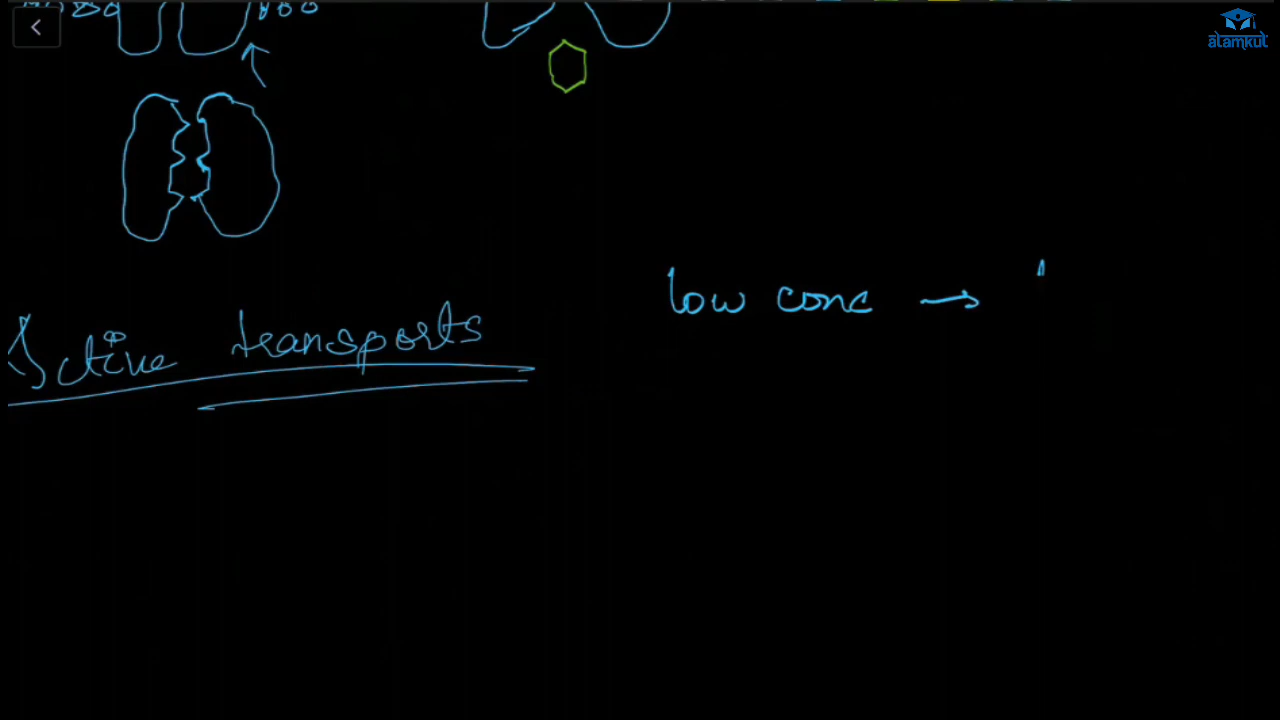 atamkut
low conc →
Active transports